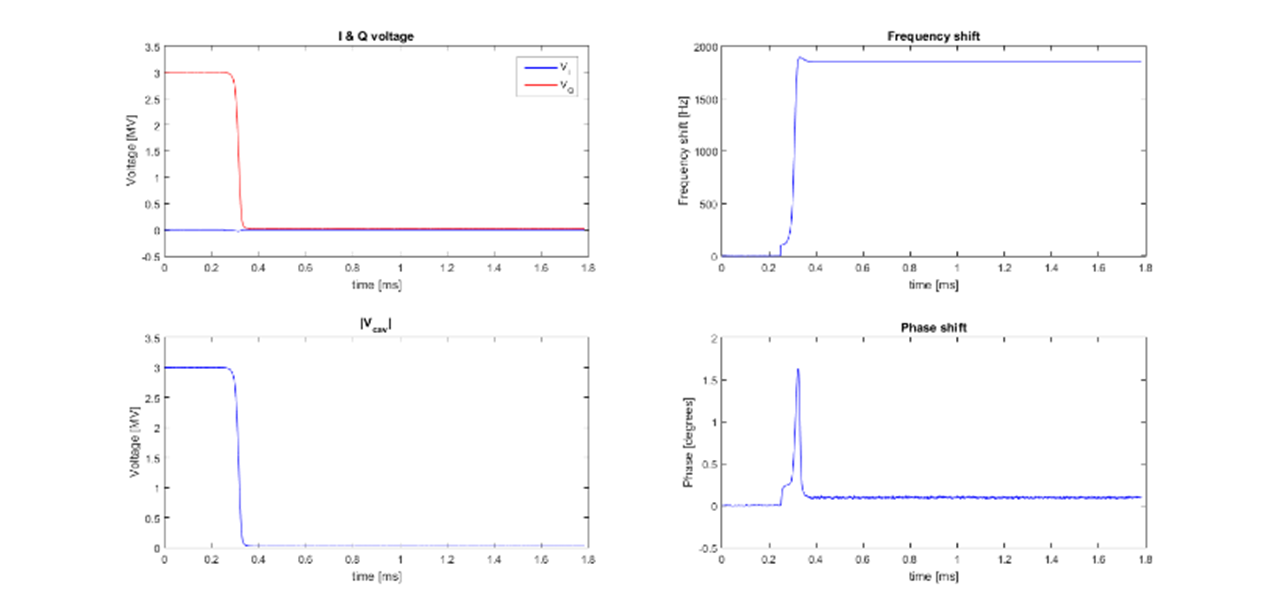 I & Q voltage
3.5
3
2.5
2
1.5
1
0.5
0
-0.5
Voltage [MV]
V
VQ
0 0.2 0.4 0.6 0.8 1 1.2 1.4 1.6 1.8
time [ms]
Frequency shift
2000
1500
1000
500
0
Frequency shift [Hz]
0 0.2 0.4 0.6 0.8 1 1.2 1.4 1.6 1.8
time [ms]
|Vcav|
3.5
3
2.5
2
1.5
1
0.5
0
Voltage [MV]
0 0.2 0.4 0.6 0.8 1 1.2 1.4 1.6 1.8
time [ms]
Phase shift
2
1.5
1
0.5
0
-0.5
Phase [degrees]
0 0.2 0.4 0.6 0.8 1 1.2 1.4 1.6 1.8
time [ms]